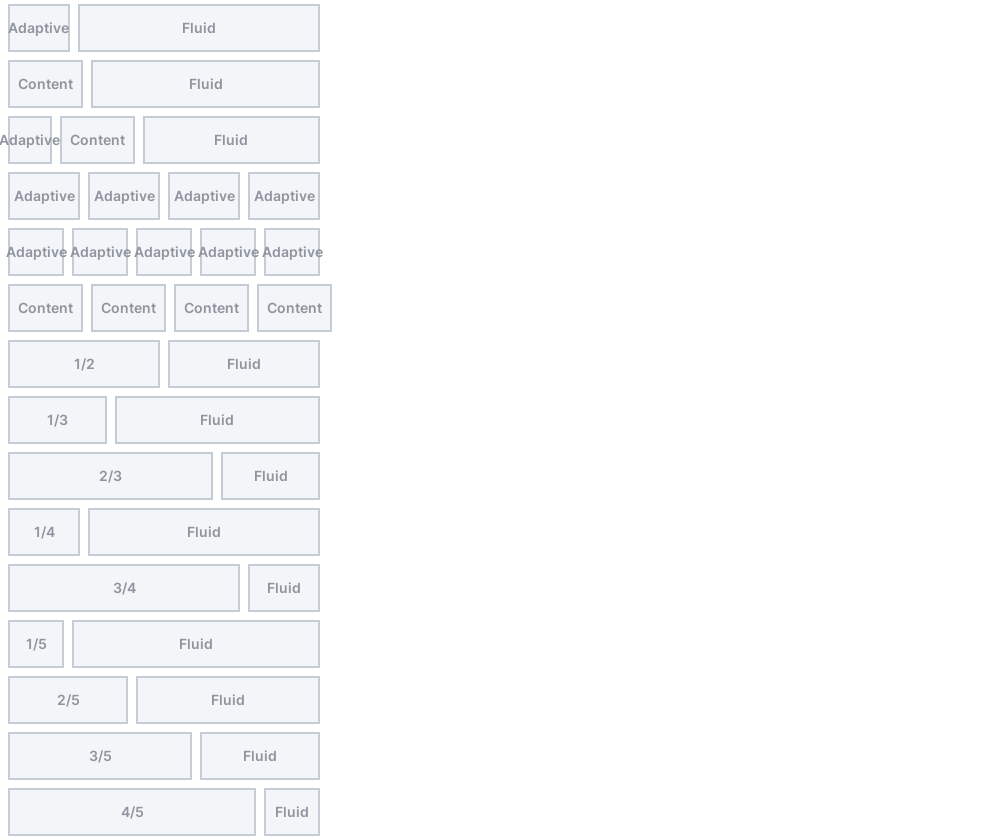 Adaptive Fluid
Content Fluid
Adaptive Content Fluid
Adaptive Adaptive Adaptive Adaptive
Adaptive Adaptive Adaptive Adaptive Adaptive
Content Content Content Content
1/2 Fluid
1/3 Fluid
2/3 Fluid
1/4 Fluid
3/4 Fluid
1/5 Fluid
2/5 Fluid
3/5 Fluid
4/5 Fluid